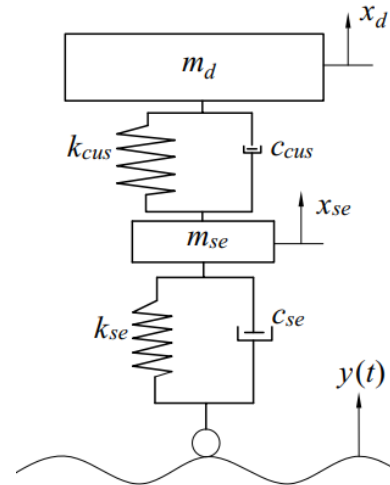 x_d
m_d
k_cus
c_cus
x_se
m_se
c_se
k_se
y(t)